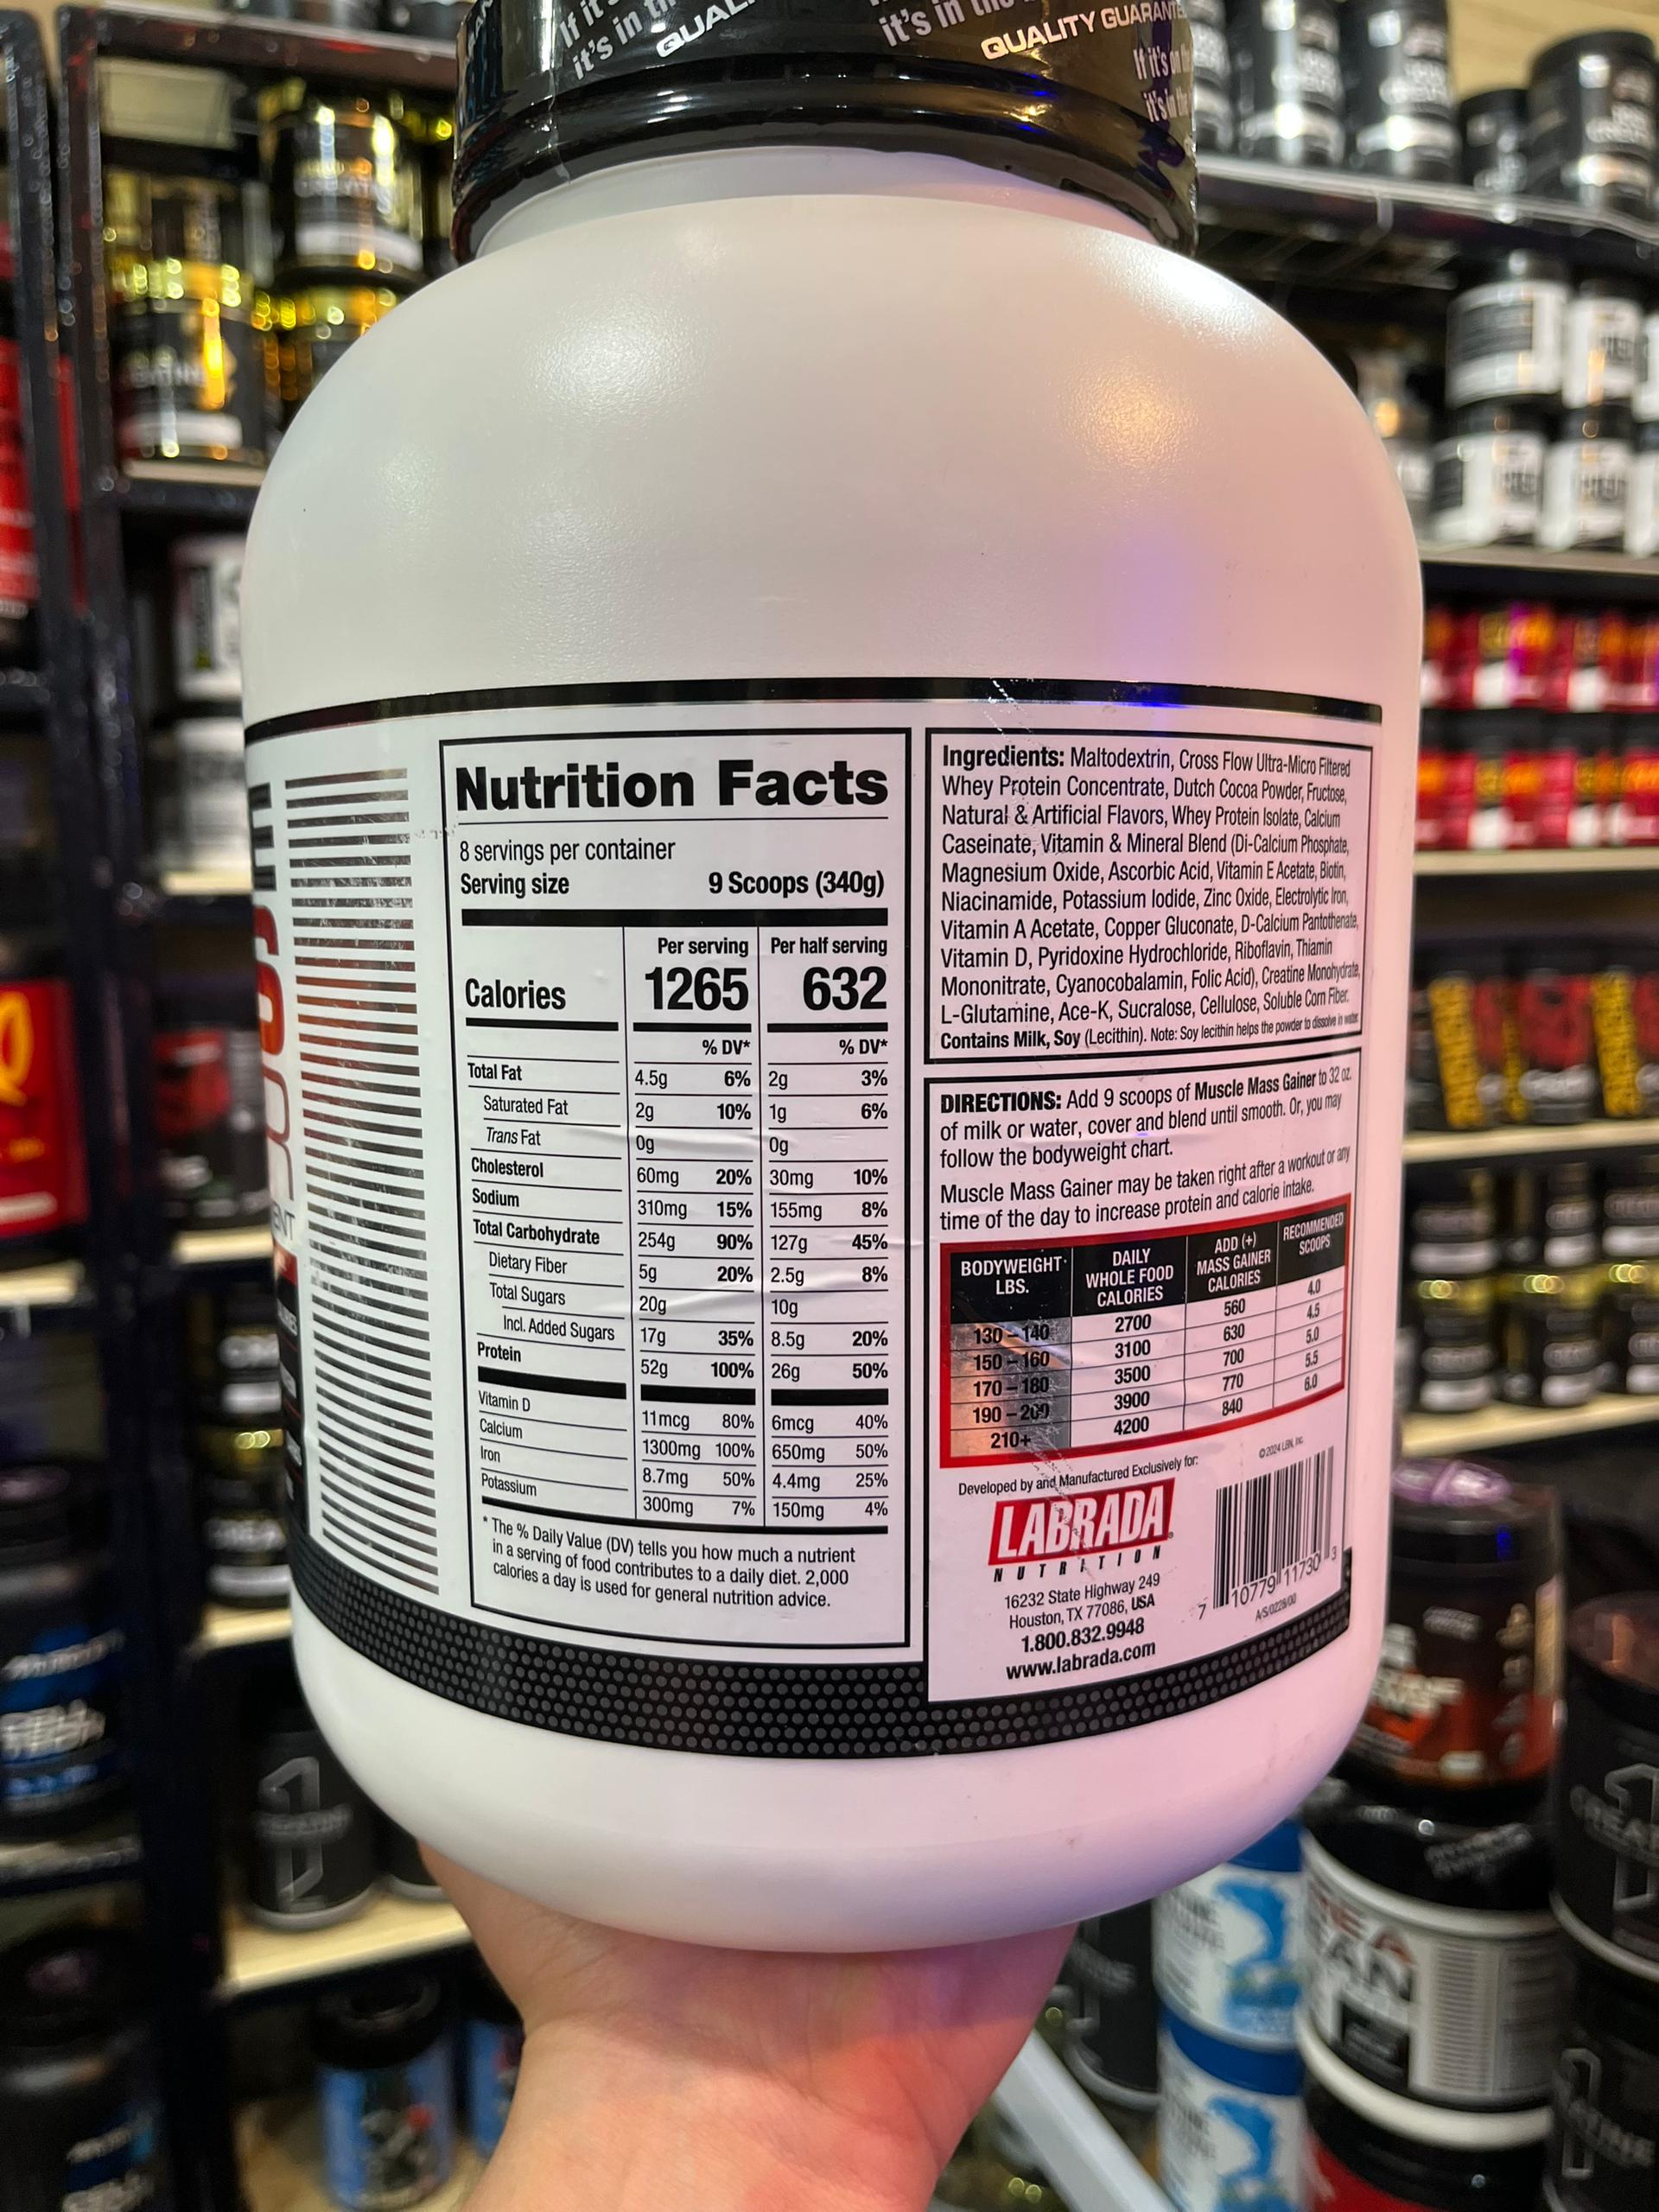 If it's
it's in th
QUAL
it's in the
QUALITY GUARANTE
If it's on th
it's in the
Nutrition Facts
8 servings per container
Serving size 9 Scoops (340g)
Per serving Per half serving
Calories 1265 632
% DV* % DV*
Total Fat 4.5g 6% 2g 3%
Saturated Fat 2g 10% 1g 6%
Trans Fat 0g 0g
Cholesterol 60mg 20% 30mg 10%
Sodium 310mg 15% 155mg 8%
Total Carbohydrate 254g 90% 127g 45%
Dietary Fiber 5g 20% 2.5g 8%
Total Sugars 20g 10g
Incl. Added Sugars 17g 35% 8.5g 20%
Protein 52g 100% 26g 50%
Vitamin D 11mcg 80% 6mcg 40%
Calcium 1300mg 100% 650mg 50%
Iron 8.7mg 50% 4.4mg 25%
Potassium 300mg 7% 150mg 4%
* The % Daily Value (DV) tells you how much a nutrient
in a serving of food contributes to a daily diet. 2,000
calories a day is used for general nutrition advice.
Ingredients: Maltodextrin, Cross Flow Ultra-Micro Filtered
Whey Protein Concentrate, Dutch Cocoa Powder, Fructose,
Natural & Artificial Flavors, Whey Protein Isolate, Calcium
Caseinate, Vitamin & Mineral Blend (Di-Calcium Phosphate,
Magnesium Oxide, Ascorbic Acid, Vitamin E Acetate, Biotin,
Niacinamide, Potassium Iodide, Zinc Oxide, Electrolytic Iron,
Vitamin A Acetate, Copper Gluconate, D-Calcium Pantothenate,
Vitamin D, Pyridoxine Hydrochloride, Riboflavin, Thiamin
Mononitrate, Cyanocobalamin, Folic Acid), Creatine Monohydrate,
L-Glutamine, Ace-K, Sucralose, Cellulose, Soluble Corn Fiber.
Contains Milk, Soy (Lecithin). Note: Soy lecithin helps the powder to dissolve in water
DIRECTIONS: Add 9 scoops of Muscle Mass Gainer to 32 oz.
of milk or water, cover and blend until smooth. Or, you may
follow the bodyweight chart.
Muscle Mass Gainer may be taken right after a workout or any
time of the day to increase protein and calorie intake.
BODYWEIGHT LBS. DAILY WHOLE FOOD CALORIES ADD (+) MASS GAINER CALORIES RECOMMENDED SCOOPS
130 – 140 2700 560 4.0
150 – 160 3100 630 4.5
170 – 180 3500 700 5.0
190 – 200 3900 770 5.5
210+ 4200 840 6.0
© 2024 LBN, Inc.
Developed by and Manufactured Exclusively for:
LABRADA
NUTRITION
16232 State Highway 249
Houston, TX 77086, USA
1.800.832.9948
www.labrada.com
7 10779 11730 3
A/S/0228/00